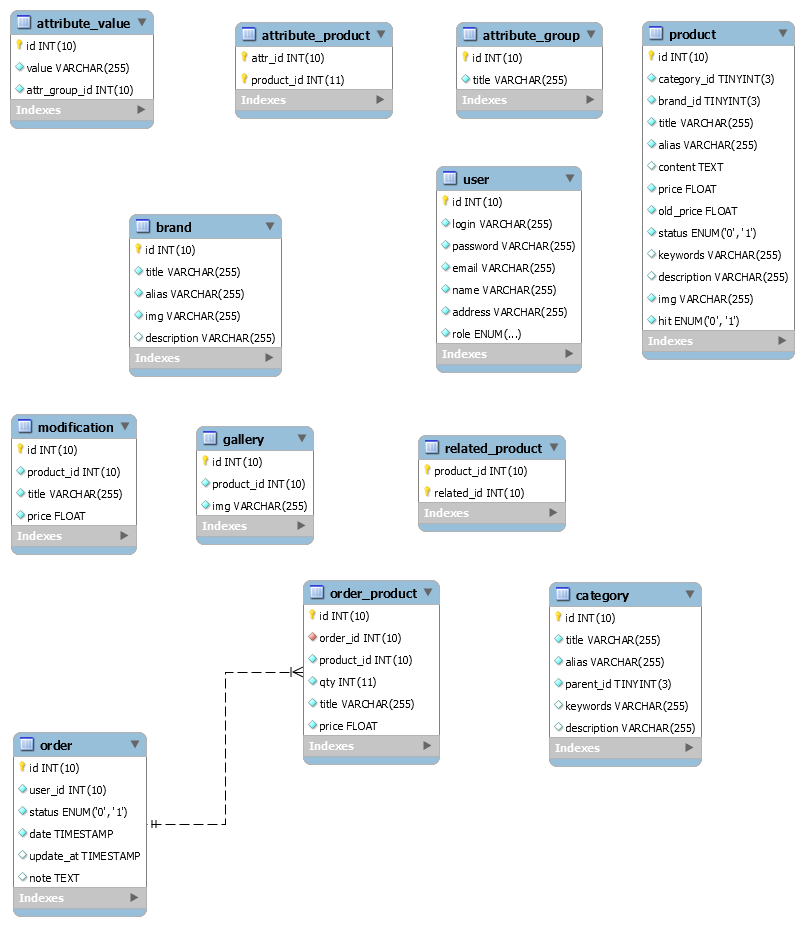 attribute_value
id INT(10)
value VARCHAR(255)
attr_group_id INT(10)
Indexes
attribute_product
attr_id INT(10)
product_id INT(11)
Indexes
attribute_group
id INT(10)
title VARCHAR(255)
Indexes
product
id INT(10)
category_id TINYINT(3)
brand_id TINYINT(3)
title VARCHAR(255)
alias VARCHAR(255)
content TEXT
price FLOAT
old_price FLOAT
status ENUM('0', '1')
keywords VARCHAR(255)
description VARCHAR(255)
img VARCHAR(255)
hit ENUM('0', '1')
Indexes
user
id INT(10)
login VARCHAR(255)
password VARCHAR(255)
email VARCHAR(255)
name VARCHAR(255)
address VARCHAR(255)
role ENUM(...)
Indexes
brand
id INT(10)
title VARCHAR(255)
alias VARCHAR(255)
img VARCHAR(255)
description VARCHAR(255)
Indexes
modification
id INT(10)
product_id INT(10)
title VARCHAR(255)
price FLOAT
Indexes
gallery
id INT(10)
product_id INT(10)
img VARCHAR(255)
Indexes
related_product
product_id INT(10)
related_id INT(10)
Indexes
order_product
id INT(10)
order_id INT(10)
product_id INT(10)
qty INT(11)
title VARCHAR(255)
price FLOAT
Indexes
category
id INT(10)
title VARCHAR(255)
alias VARCHAR(255)
parent_id TINYINT(3)
keywords VARCHAR(255)
description VARCHAR(255)
Indexes
order
id INT(10)
user_id INT(10)
status ENUM('0', '1')
date TIMESTAMP
update_at TIMESTAMP
note TEXT
Indexes